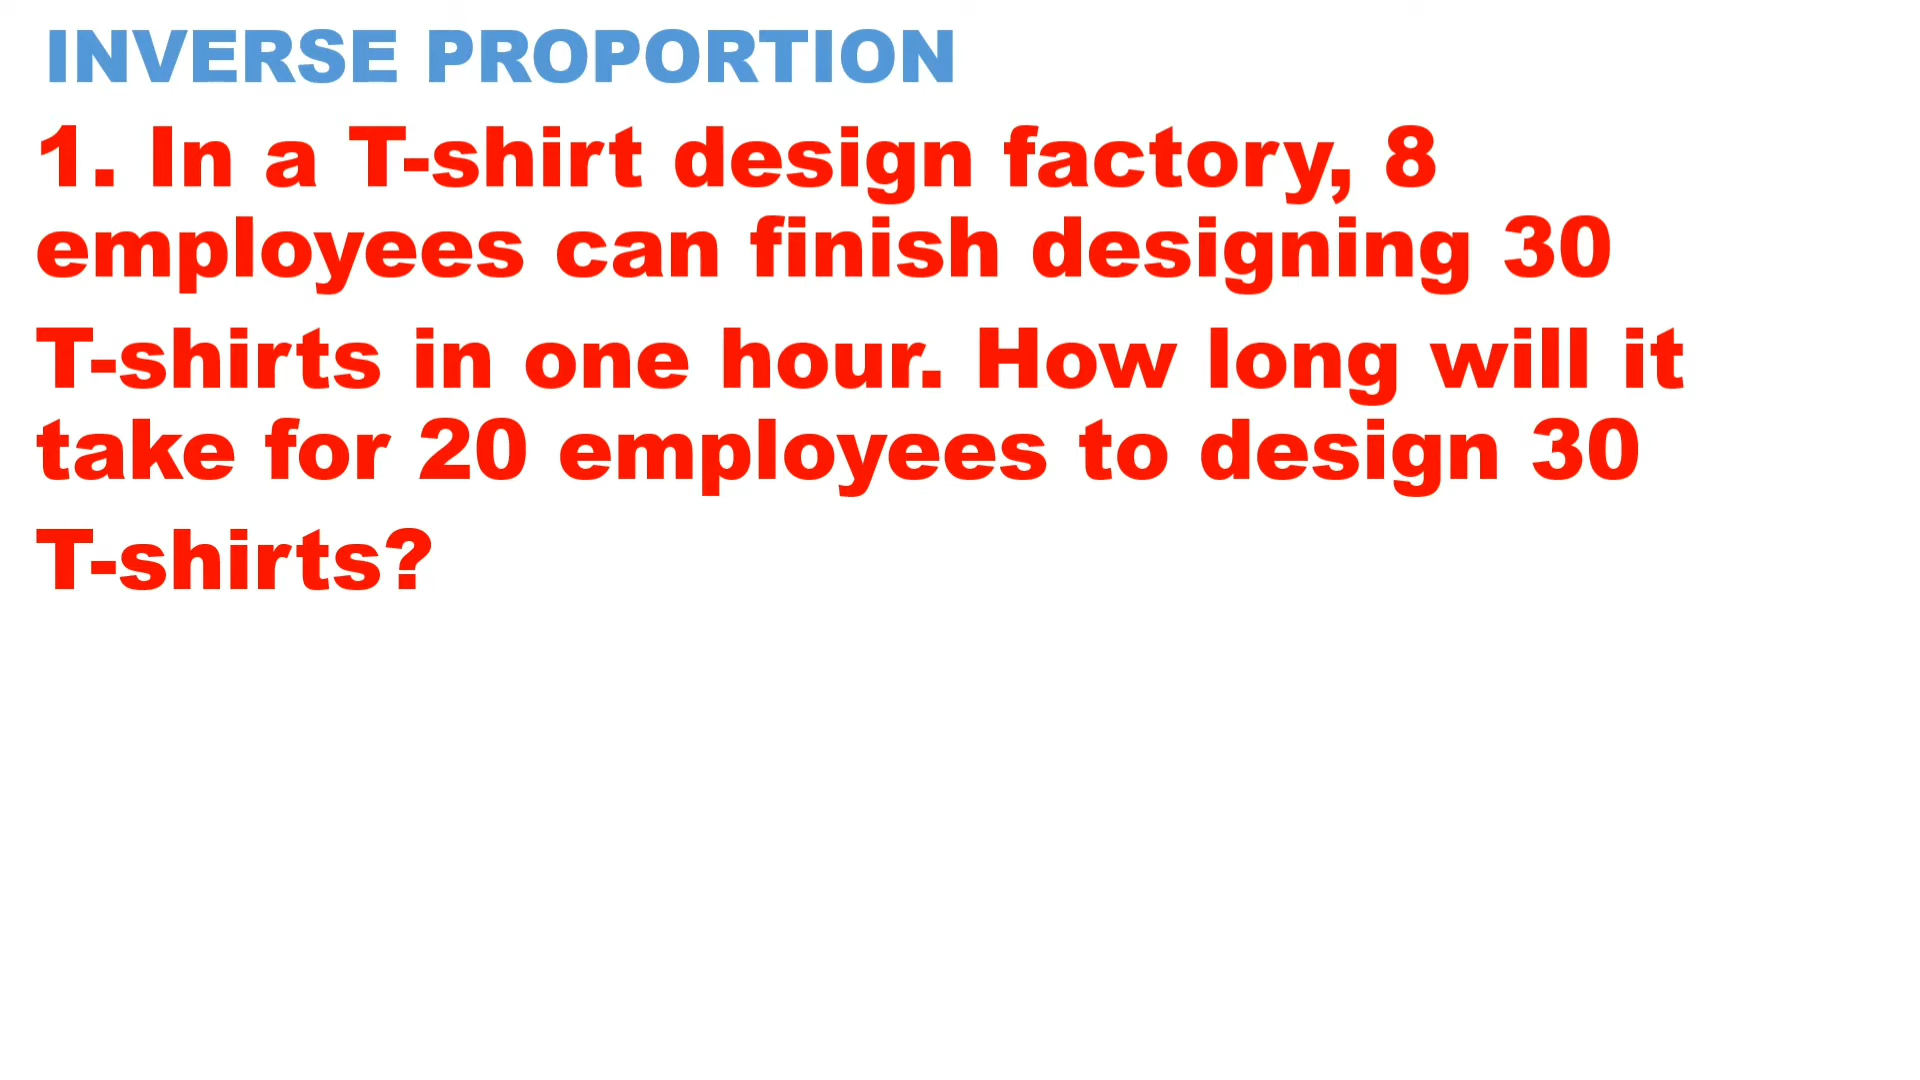 INVERSE PROPORTION
1. In a T-shirt design factory, 8
employees can finish designing 30
T-shirts in one hour. How long will it
take for 20 employees to design 30
T-shirts?